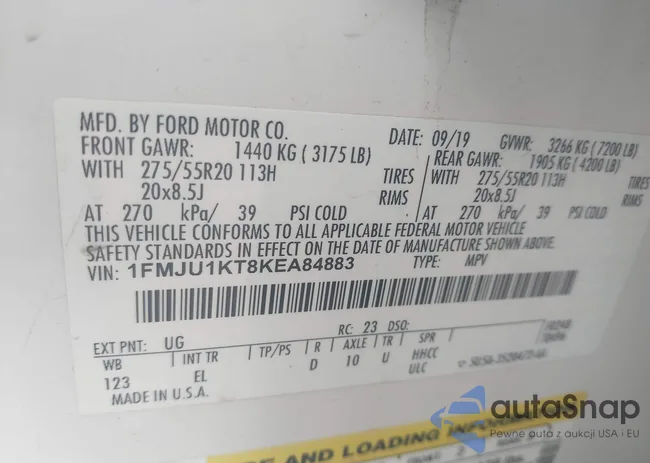 MFD. BY FORD MOTOR CO.
DATE: 09/19 GVWR: 3266 KG (7200 LB)
FRONT GAWR: 1440 KG (3175 LB)
REAR GAWR: 1905 KG (4200 LB)
WITH 275/55R20 113H TIRES
WITH 275/55R20 113H TIRES
20x8.5J RIMS
20x8.5J RIMS
AT 270 kPa/ 39 PSI COLD
AT 270 kPa/ 39 PSI COLD
THIS VEHICLE CONFORMS TO ALL APPLICABLE FEDERAL MOTOR VEHICLE
SAFETY STANDARDS IN EFFECT ON THE DATE OF MANUFACTURE SHOWN ABOVE.
VIN: 1FMJU1KT8KEA84883 TYPE: MPV
EXT PNT: UG RC: 23 DSO:
WB INT TR TP/PS R AXLE TR SPR
123 EL D 10 U HHCC
ULC
MADE IN U.S.A.
AND LOADING INFORMATION
autoSnap
Pewne auta z aukcji USA i EU